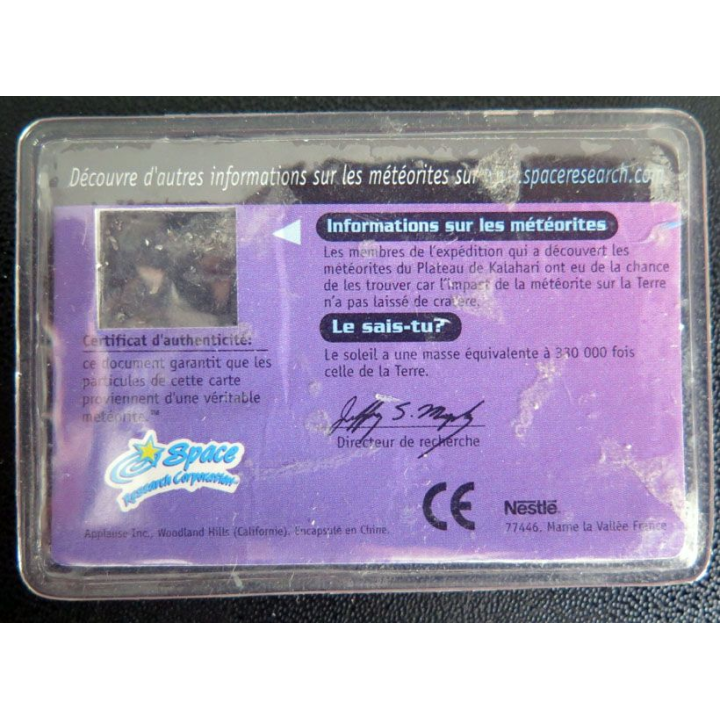 Découvre d'autres informations sur les météorites sur www.spaceresearch.com
Informations sur les météorites
Les membres de l'expédition qui a découvert les
météorites du Plateau de Kalahari ont eu de la chance
de les trouver car l'impact de la météorite sur la Terre
n'a pas laissé de cratère.
Le sais-tu?
Le soleil a une masse équivalente à 330 000 fois
celle de la Terre.
Certificat d'authenticité:
ce document garantit que les
particules de cette carte
proviennent d'une véritable
météorite.™
Jeffry S. Murphy
Directeur de recherche
Space
Research Corporation
CE
Nestlé
Applause Inc., Woodland Hills (Californie). Encapsulé en Chine.
77446, Marne la Vallée France